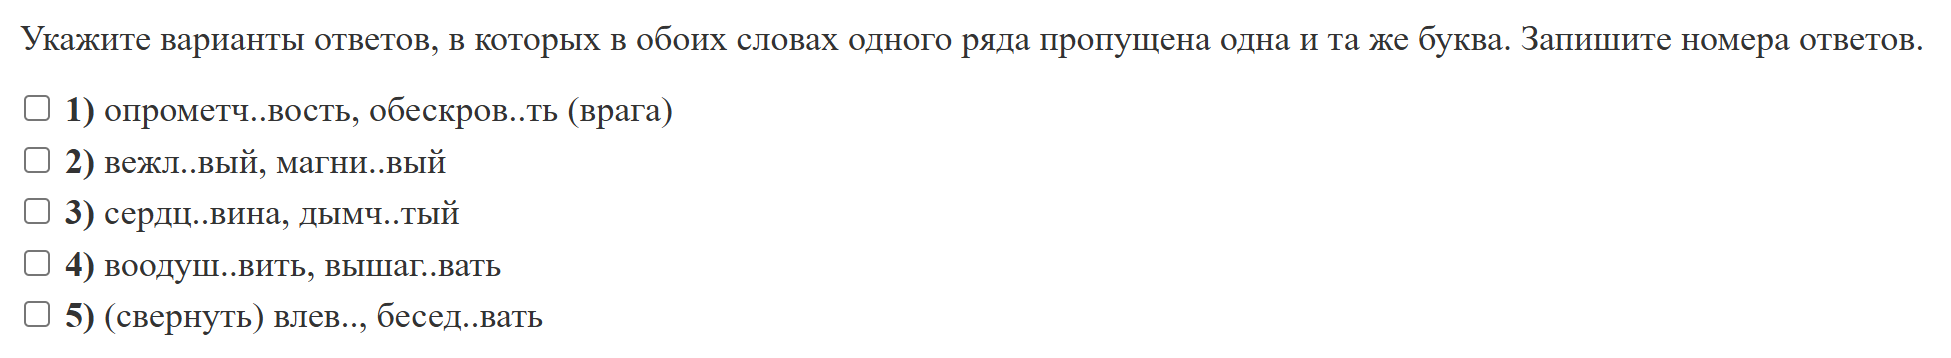 Укажите варианты ответов, в которых в обоих словах одного ряда пропущена одна и та же буква. Запишите номера ответов.
1) опрометч..вость, обескров..ть (врага)
2) вежл..вый, магни..вый
3) сердц..вина, дымч..тый
4) воодуш..вить, вышаг..вать
5) (свернуть) влев.., бесед..вать